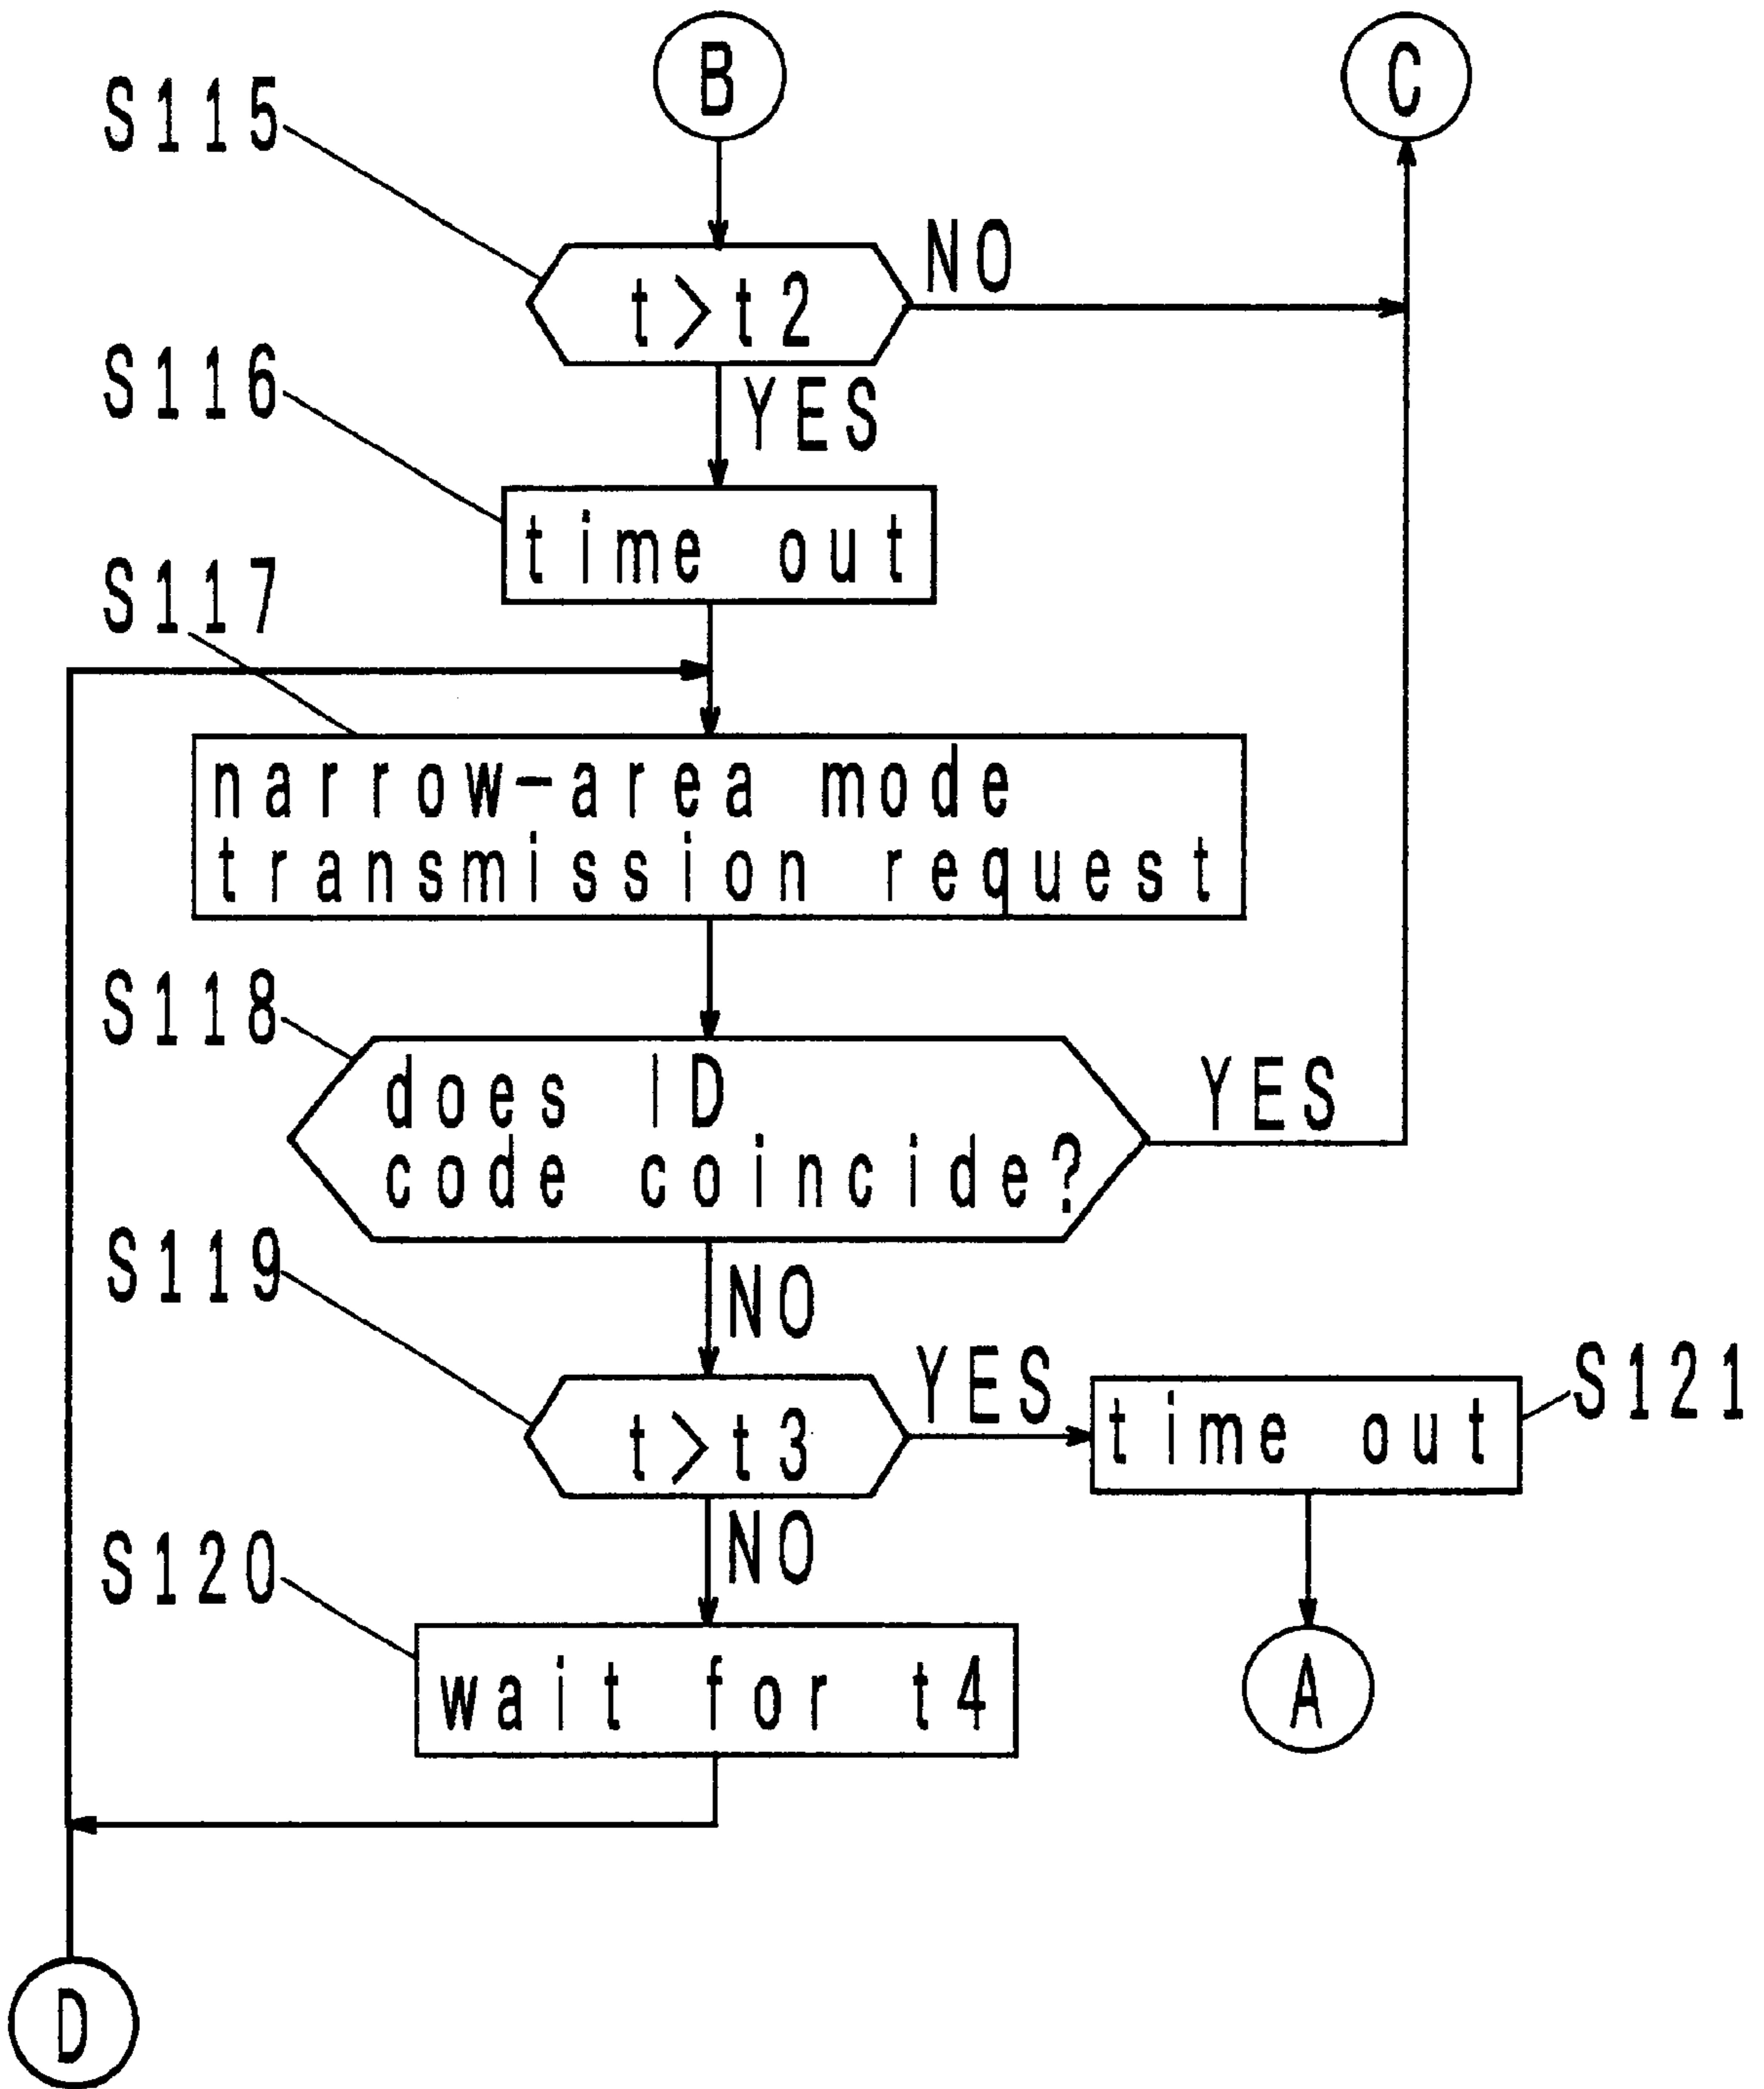 B
C
S115
NO
t>t2
S116
YES
time out
S117
narrow-area mode
transmission request
S118
does ID
code coincide?
YES
S119
NO
YES
S121
t>t3
time out
S120
NO
wait for t4
A
D